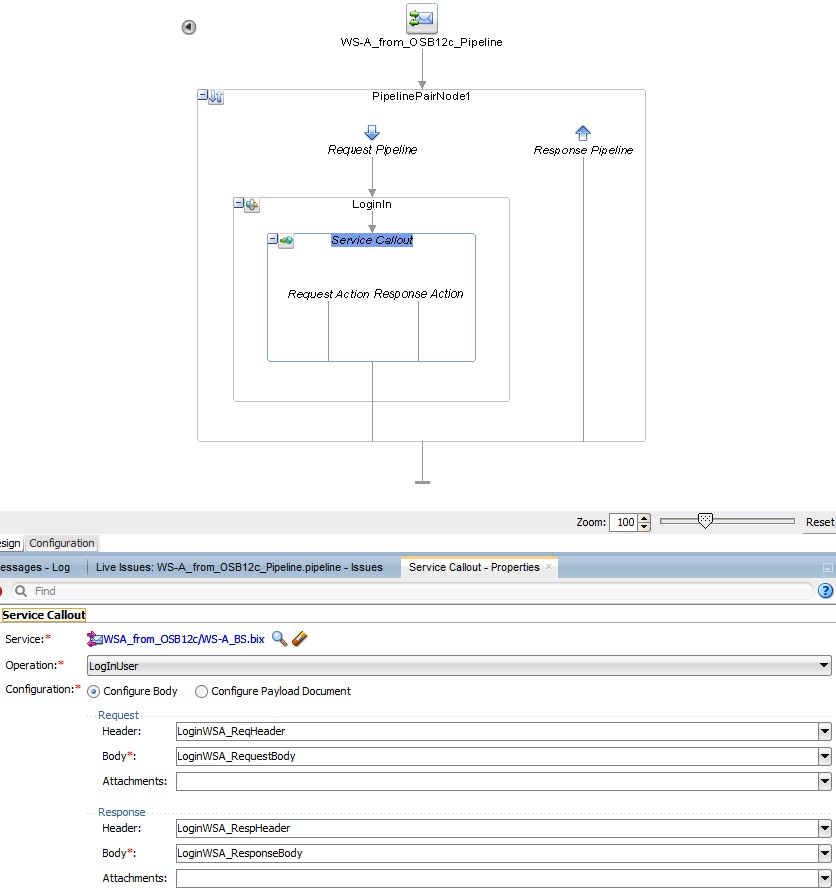 WS-A_from_OSB12c_Pipeline
PipelinePairNode1
Request Pipeline
Response Pipeline
LoginIn
Service Callout
Request Action Response Action
Zoom: 100 Reset
esign Configuration
essages - Log Live Issues: WS-A_from_OSB12c_Pipeline.pipeline - Issues Service Callout - Properties ×
Find ?
Service Callout
Service:* WSA_from_OSB12c/WS-A_BS.bix
Operation:* LogInUser
Configuration:* Configure Body Configure Payload Document
Request
Header: LoginWSA_ReqHeader
Body*: LoginWSA_RequestBody
Attachments:
Response
Header: LoginWSA_RespHeader
Body*: LoginWSA_ResponseBody
Attachments: